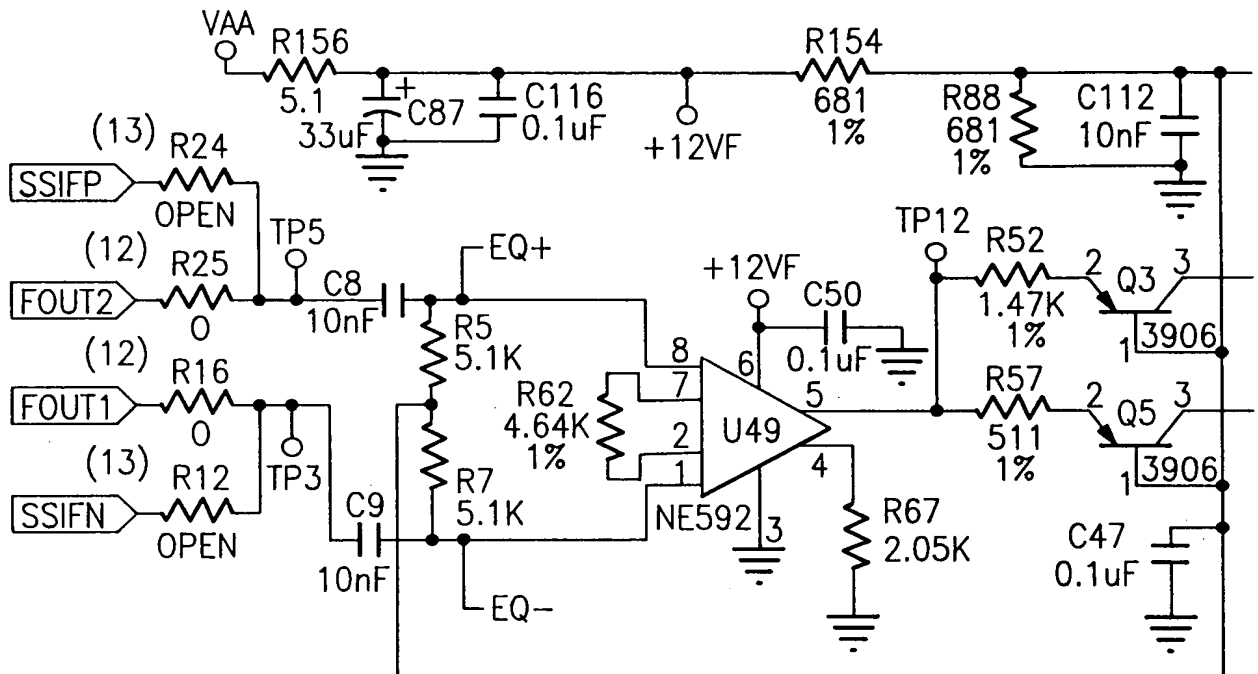 VAA
R156
5.1
+
C87
33uF
C116
0.1uF
+12VF
R154
681
1%
R88
681
1%
C112
10nF
(13)
R24
SSIFP
OPEN
(12)
TP5
R25
FOUT2
0
C8
10nF
EQ+
(12)
R16
FOUT1
0
R5
5.1K
(13)
R12
SSIFN
OPEN
TP3
R7
5.1K
C9
10nF
EQ-
R62
4.64K
1%
8
7
2
1
+12VF
C50
0.1uF
6
U49
5
4
3
NE592
R67
2.05K
TP12
R52
1.47K
1%
2
Q3
3
1
3906
R57
511
1%
2
Q5
3
1
3906
C47
0.1uF